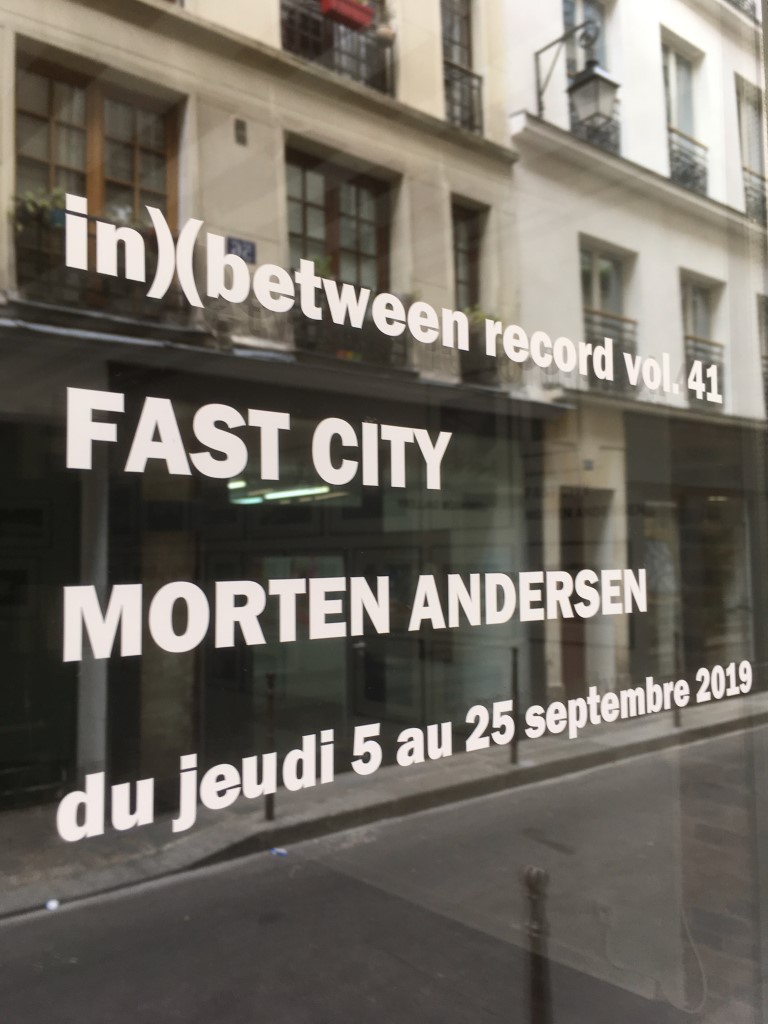 in)(between record vol. 41
FAST CITY
MORTEN ANDERSEN
du jeudi 5 au 25 septembre 2019